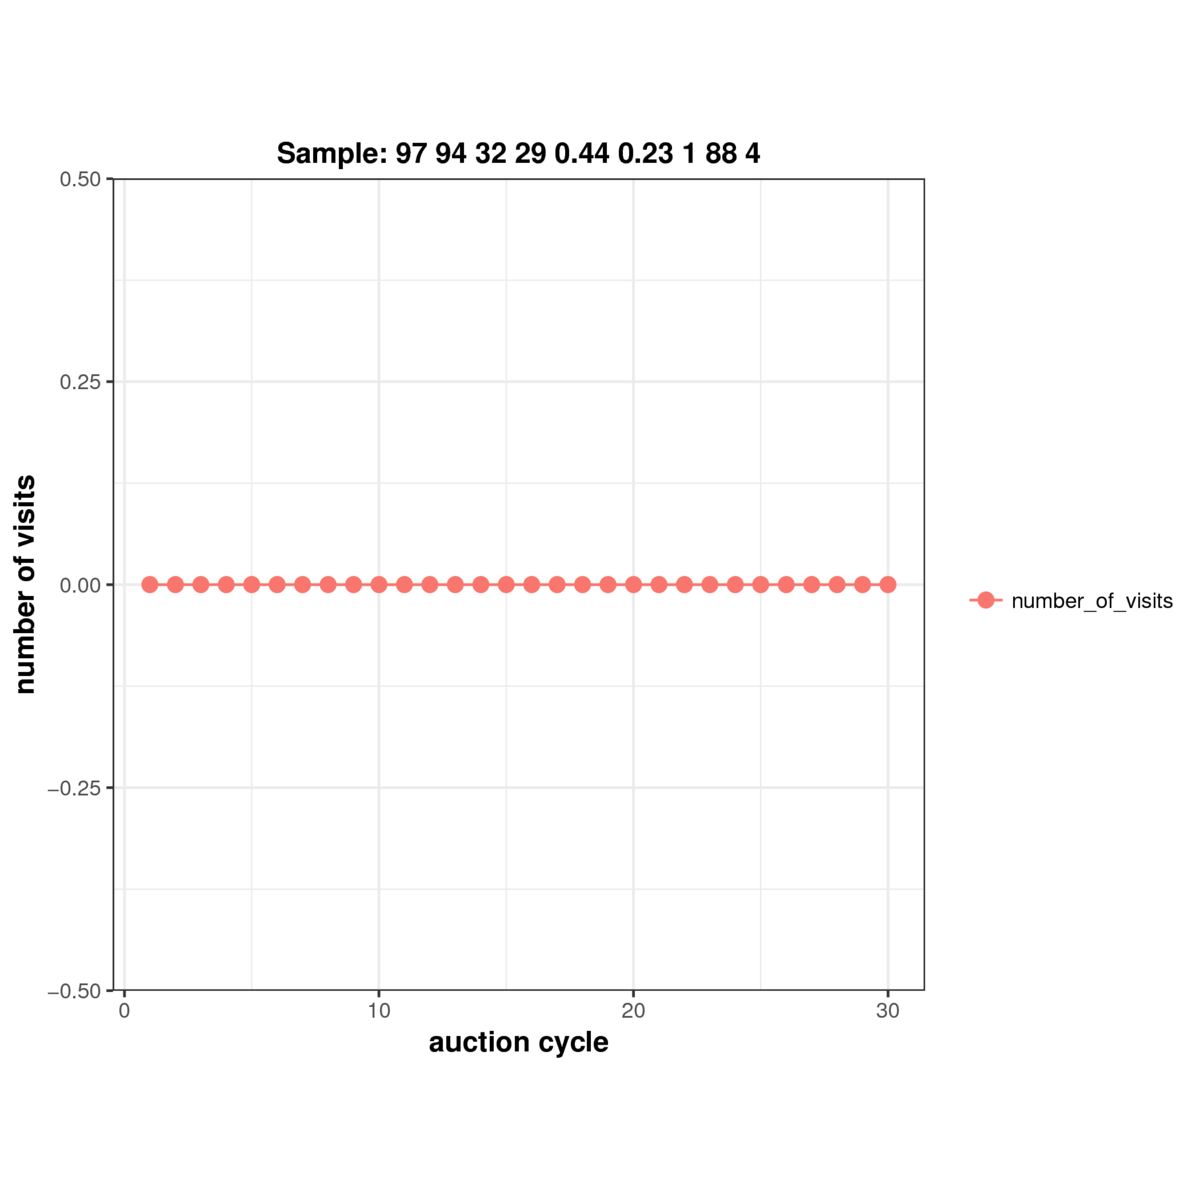 Sample: 97 94 32 29 0.44 0.23 1 88 4
0.50
0.25
0.00
−0.25
−0.50
number of visits
0 10 20 30
auction cycle
number_of_visits